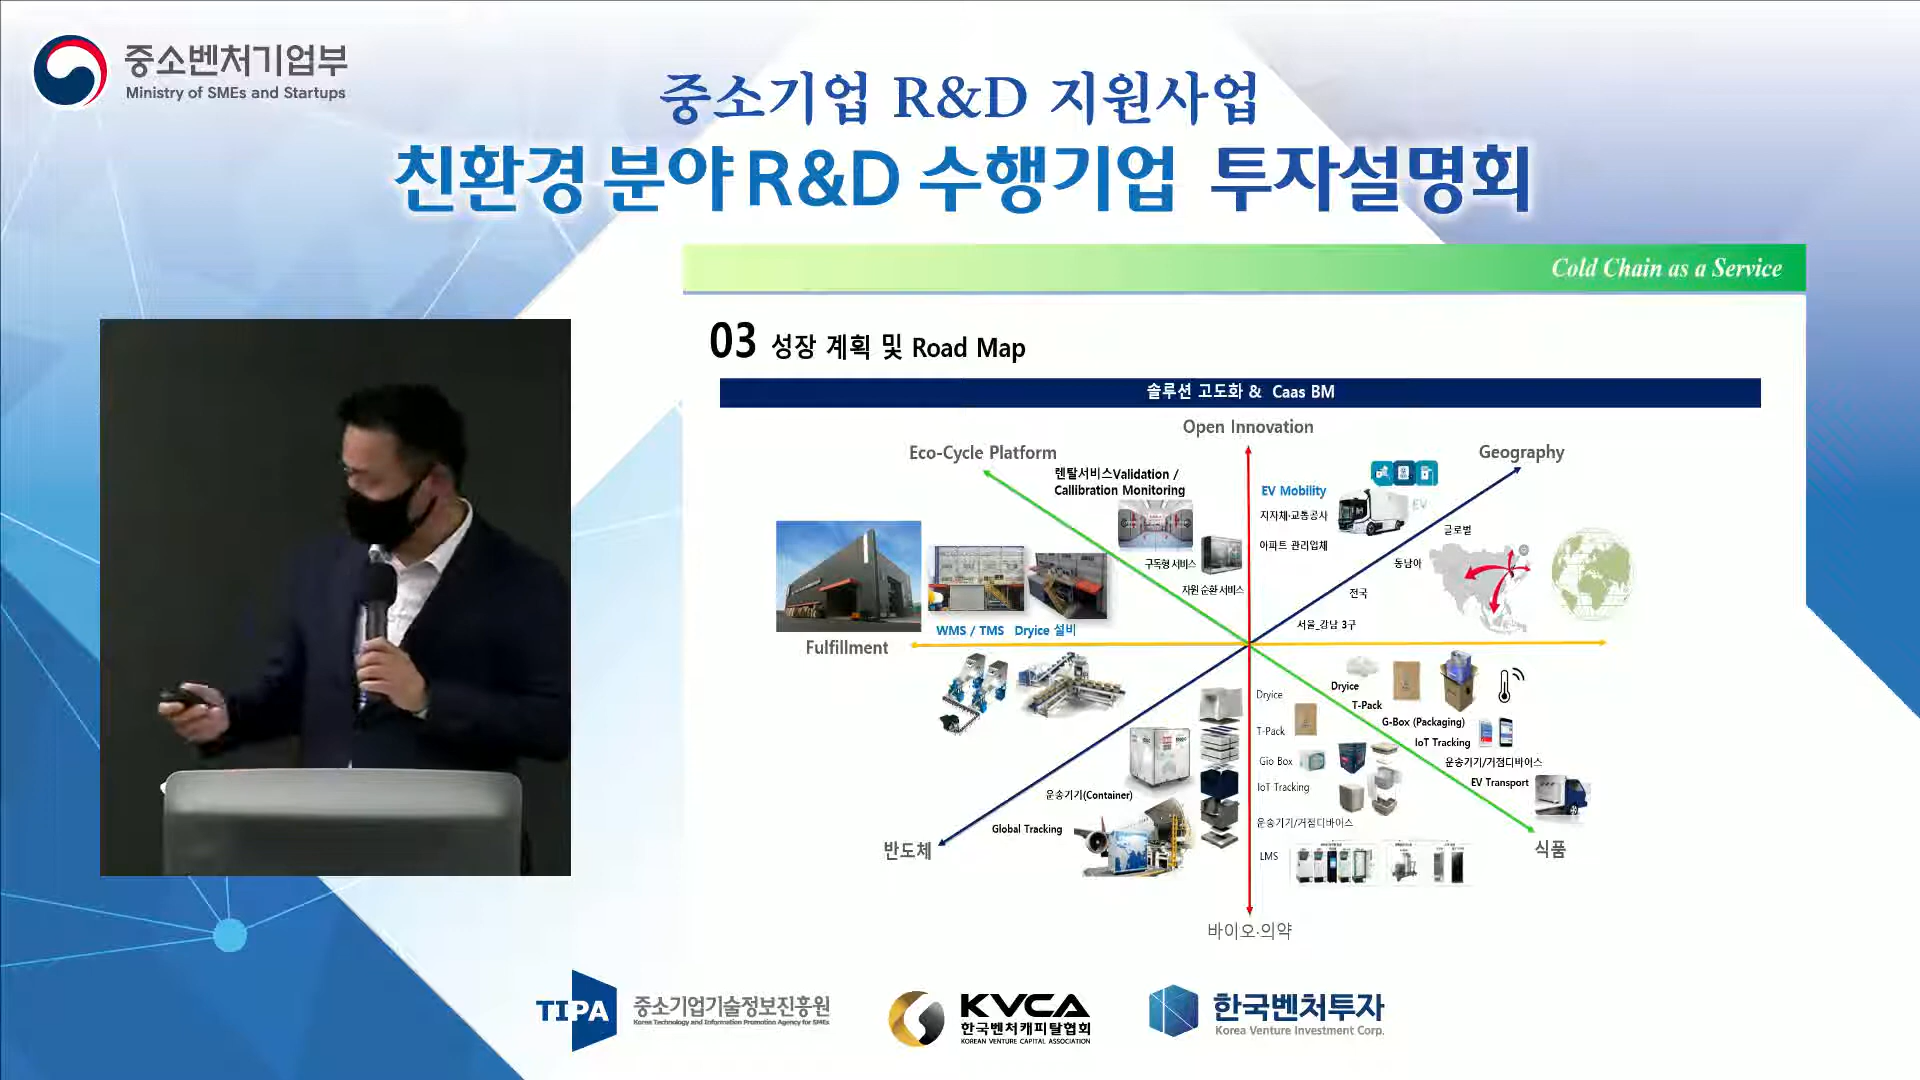 중소벤처기업부
Ministry of SMEs and Startups
중소기업 R&D 지원사업
친환경 분야 R&D 수행기업 투자설명회
Cold Chain as a Service
03 성장 계획 및 Road Map
솔루션 고도화 & Caas BM
Open Innovation
Eco-Cycle Platform
Geography
렌탈서비스Validation /
Callibration Monitoring
구독형 서비스
자원 순환 서비스
EV Mobility
지자체·교통공사
아파트 관리업체
EV
글로벌
동남아
전국
서울_강남 3구
WMS / TMS
Dryice 설비
Fulfillment
Dryice
T-Pack
G-Box (Packaging)
IoT Tracking
운송기기/거점디바이스
EV Transport
식품
Dryice
T-Pack
Gio Box
IoT Tracking
운송기기/거점디바이스
LMS
바이오·의약
운송기기(Container)
Global Tracking
반도체
TIPA
중소기업기술정보진흥원
Korea Technology and Information Promotion Agency for SMEs
KVCA
한국벤처캐피탈협회
KOREAN VENTURE CAPITAL ASSOCIATION
한국벤처투자
Korea Venture Investment Corp.